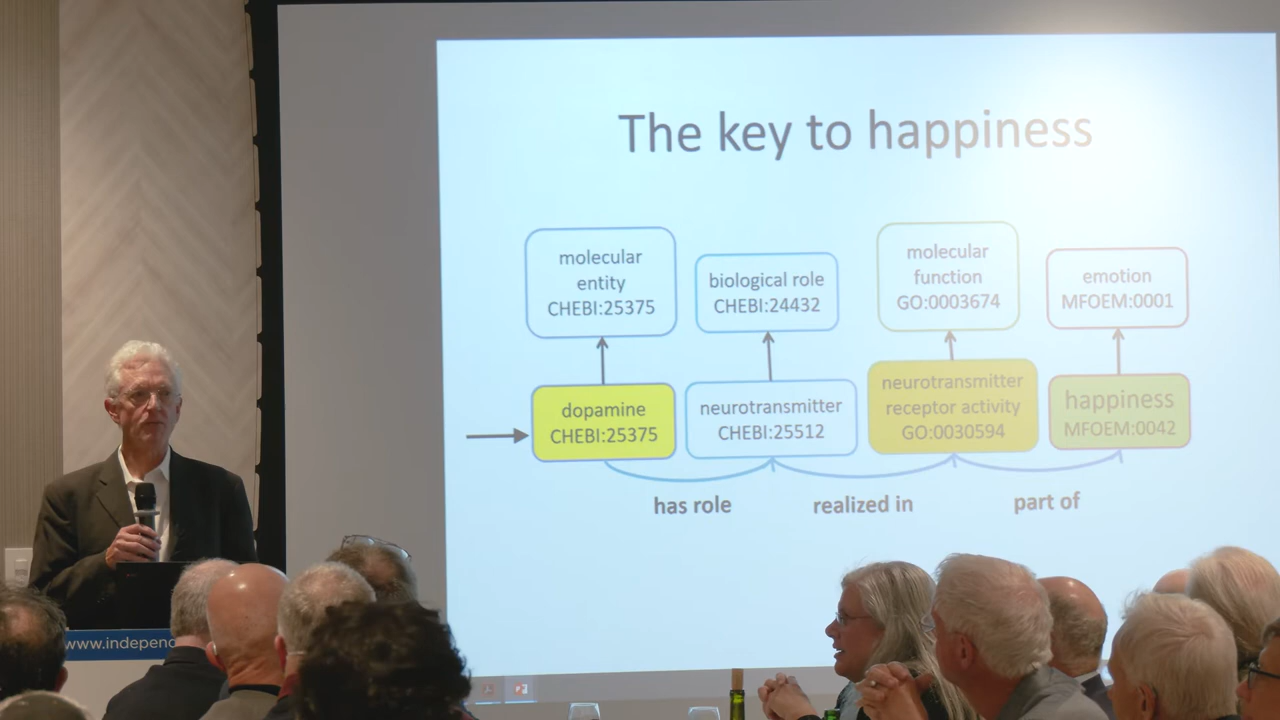 The key to happiness
molecular
entity
CHEBI:25375
biological role
CHEBI:24432
molecular
function
GO:0003674
emotion
MFOEM:0001
dopamine
CHEBI:25375
neurotransmitter
CHEBI:25512
neurotransmitter
receptor activity
GO:0030594
happiness
MFOEM:0042
has role
realized in
part of
www.indepen